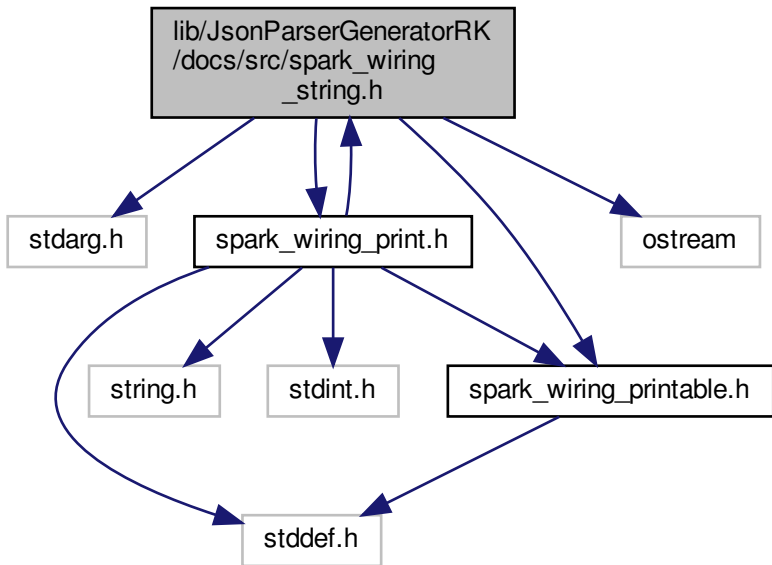 lib/JsonParserGeneratorRK
/docs/src/spark_wiring
_string.h
stdarg.h
spark_wiring_print.h
ostream
string.h
stdint.h
spark_wiring_printable.h
stddef.h